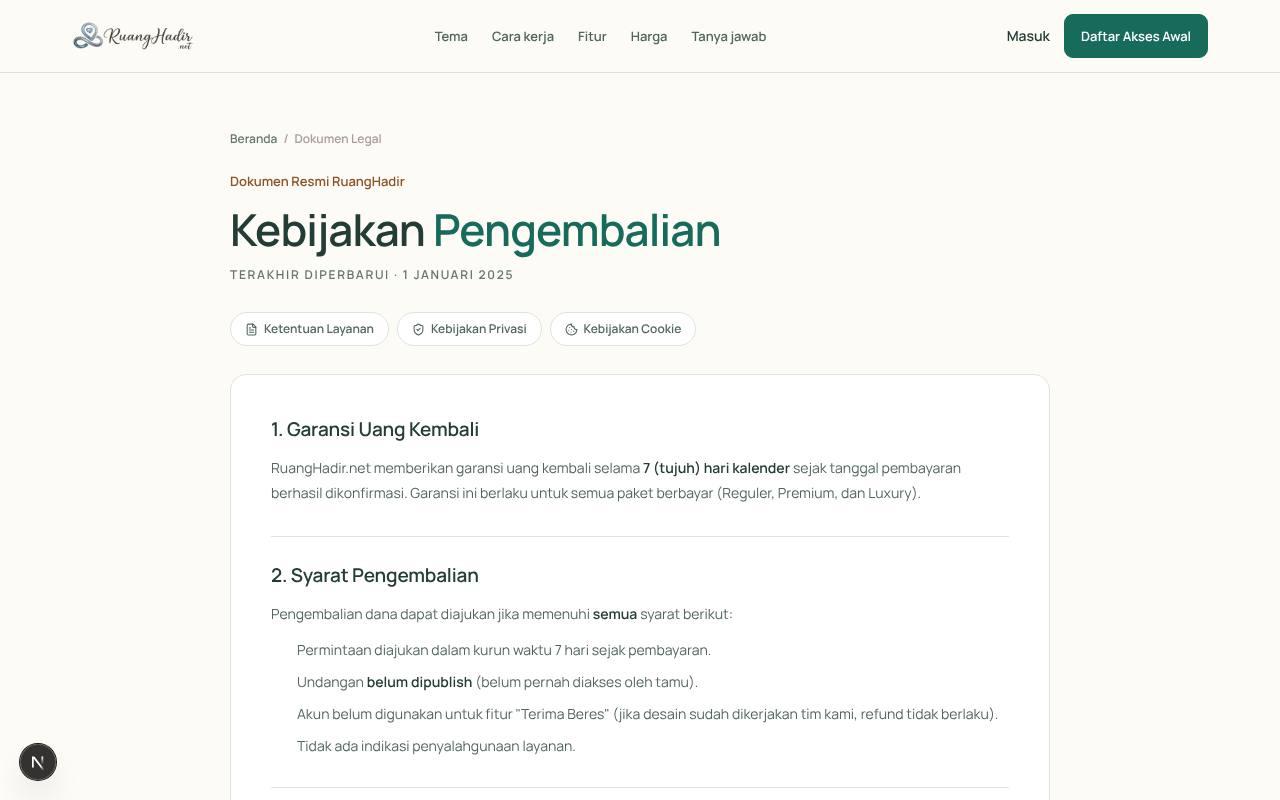 RuangHadir
.net
Tema
Cara kerja
Fitur
Harga
Tanya jawab
Masuk
Daftar Akses Awal
Beranda / Dokumen Legal
Dokumen Resmi RuangHadir
Kebijakan Pengembalian
TERAKHIR DIPERBARUI · 1 JANUARI 2025
Ketentuan Layanan
Kebijakan Privasi
Kebijakan Cookie
1. Garansi Uang Kembali
RuangHadir.net memberikan garansi uang kembali selama 7 (tujuh) hari kalender sejak tanggal pembayaran
berhasil dikonfirmasi. Garansi ini berlaku untuk semua paket berbayar (Reguler, Premium, dan Luxury).
2. Syarat Pengembalian
Pengembalian dana dapat diajukan jika memenuhi semua syarat berikut:
Permintaan diajukan dalam kurun waktu 7 hari sejak pembayaran.
Undangan belum dipublish (belum pernah diakses oleh tamu).
Akun belum digunakan untuk fitur "Terima Beres" (jika desain sudah dikerjakan tim kami, refund tidak berlaku).
Tidak ada indikasi penyalahgunaan layanan.
N